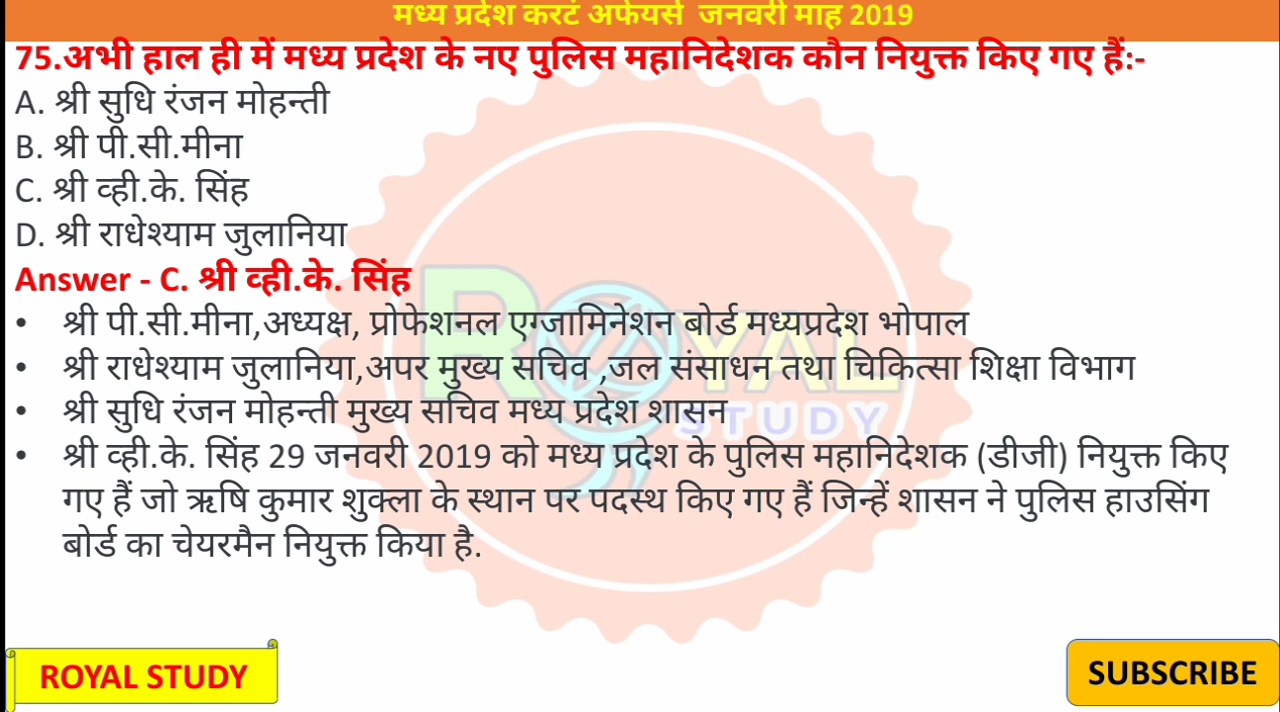 मध्य प्रदेश करटं अफेयर्स जनवरी माह 2019
75.अभी हाल ही में मध्य प्रदेश के नए पुलिस महानिदेशक कौन नियुक्त किए गए हैं:-
A. श्री सुधि रंजन मोहन्ती
B. श्री पी.सी.मीना
C. श्री व्ही.के. सिंह
D. श्री राधेश्याम जुलानिया
Answer - C. श्री व्ही.के. सिंह
• श्री पी.सी.मीना,अध्यक्ष, प्रोफेशनल एग्जामिनेशन बोर्ड मध्यप्रदेश भोपाल
• श्री राधेश्याम जुलानिया,अपर मुख्य सचिव ,जल संसाधन तथा चिकित्सा शिक्षा विभाग
• श्री सुधि रंजन मोहन्ती मुख्य सचिव मध्य प्रदेश शासन
• श्री व्ही.के. सिंह 29 जनवरी 2019 को मध्य प्रदेश के पुलिस महानिदेशक (डीजी) नियुक्त किए
गए हैं जो ऋषि कुमार शुक्ला के स्थान पर पदस्थ किए गए हैं जिन्हें शासन ने पुलिस हाउसिंग
बोर्ड का चेयरमैन नियुक्त किया है.
ROYAL
STUDY
ROYAL STUDY
SUBSCRIBE